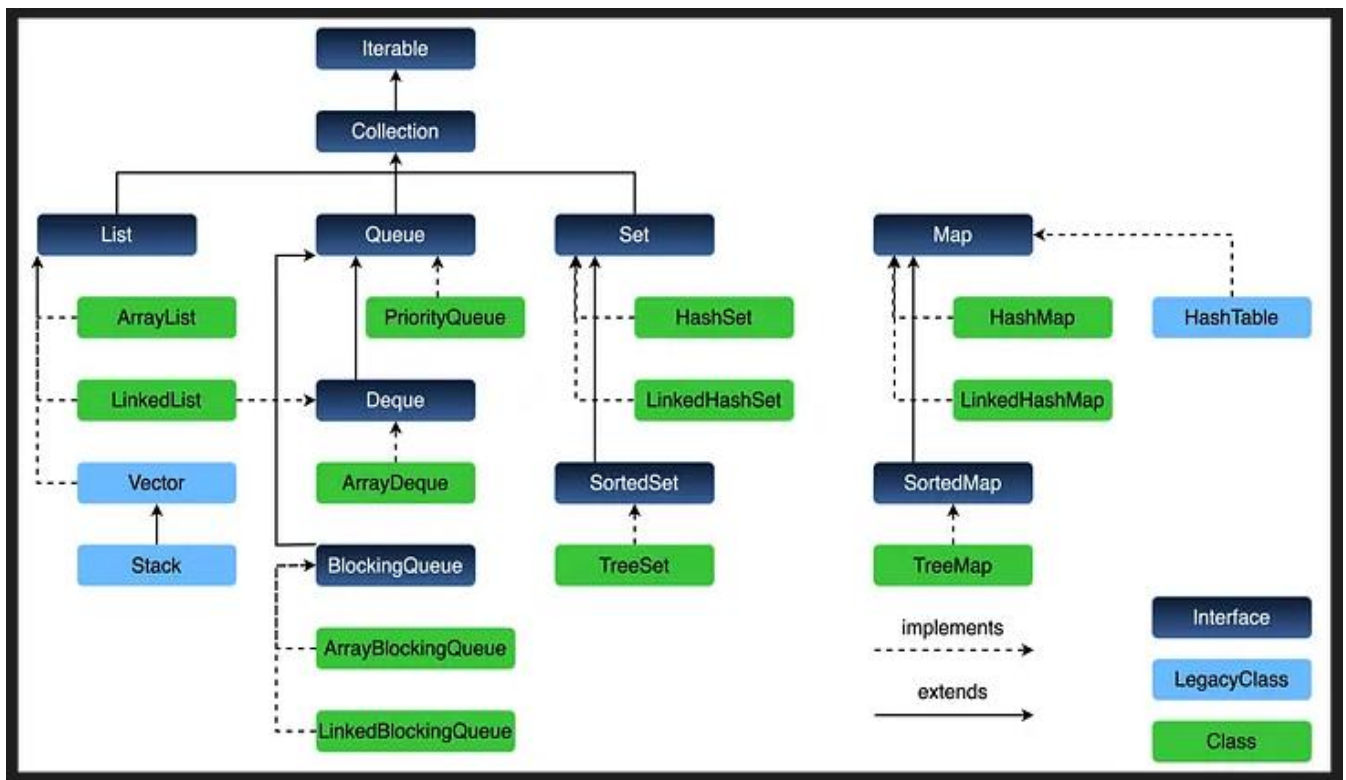 Iterable
Collection
List
Queue
Set
Map
ArrayList
PriorityQueue
HashSet
HashMap
HashTable
LinkedList
Deque
LinkedHashSet
LinkedHashMap
Vector
ArrayDeque
SortedSet
SortedMap
Stack
BlockingQueue
TreeSet
TreeMap
Interface
implements
ArrayBlockingQueue
LegacyClass
extends
LinkedBlockingQueue
Class